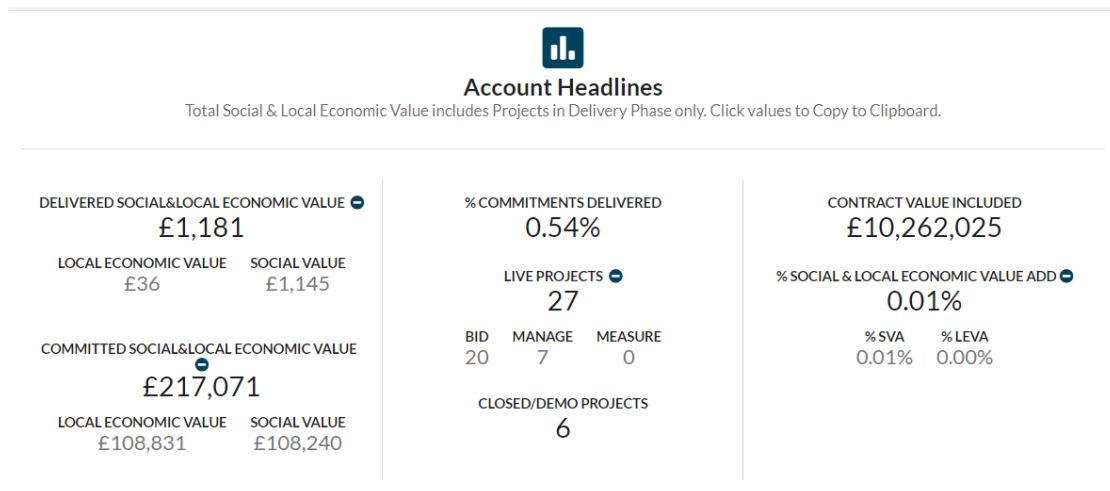 Account Headlines
Total Social & Local Economic Value includes Projects in Delivery Phase only. Click values to Copy to Clipboard.
DELIVERED SOCIAL&LOCAL ECONOMIC VALUE
£1,181
LOCAL ECONOMIC VALUE SOCIAL VALUE
£36 £1,145
COMMITTED SOCIAL&LOCAL ECONOMIC VALUE
£217,071
LOCAL ECONOMIC VALUE SOCIAL VALUE
£108,831 £108,240
% COMMITMENTS DELIVERED
0.54%
LIVE PROJECTS
27
BID MANAGE MEASURE
20 7 0
CLOSED/DEMO PROJECTS
6
CONTRACT VALUE INCLUDED
£10,262,025
% SOCIAL & LOCAL ECONOMIC VALUE ADD
0.01%
% SVA % LEVA
0.01% 0.00%